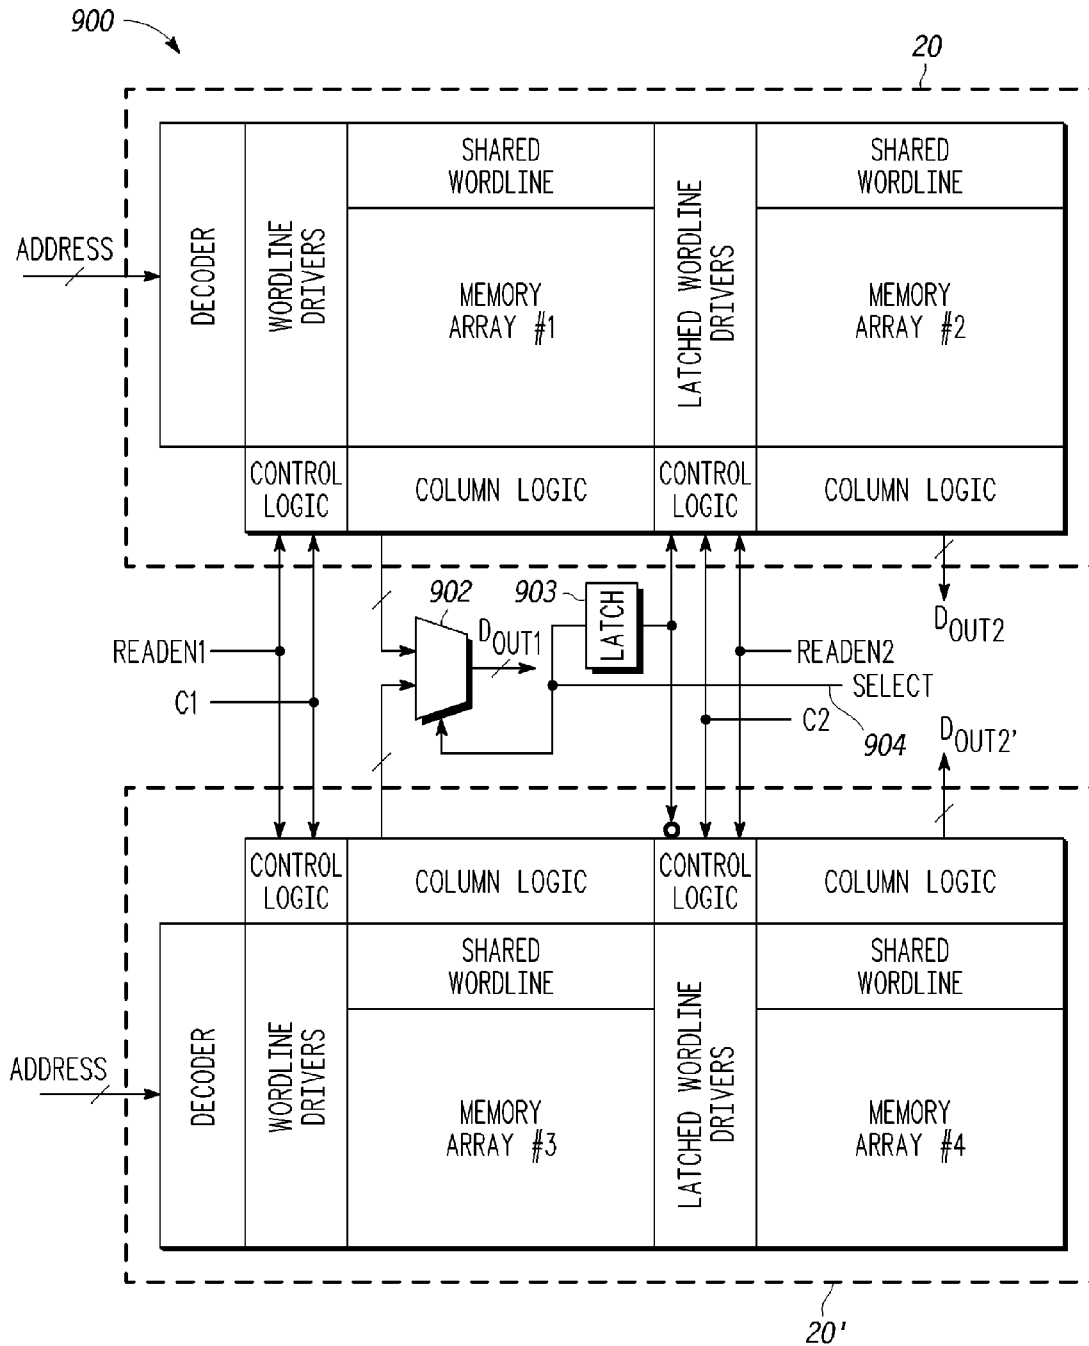 900
20
SHARED
WORDLINE
SHARED
WORDLINE
ADDRESS
DECODER
WORDLINE
DRIVERS
MEMORY
ARRAY #1
LATCHED WORDLINE
DRIVERS
MEMORY
ARRAY #2
CONTROL
LOGIC
COLUMN LOGIC
CONTROL
LOGIC
COLUMN LOGIC
902
903
LATCH
DOUT1
DOUT2
READEN1
READEN2
C1
SELECT
C2
904
DOUT2'
CONTROL
LOGIC
COLUMN LOGIC
CONTROL
LOGIC
COLUMN LOGIC
SHARED
WORDLINE
SHARED
WORDLINE
ADDRESS
DECODER
WORDLINE
DRIVERS
MEMORY
ARRAY #3
LATCHED WORDLINE
DRIVERS
MEMORY
ARRAY #4
20'